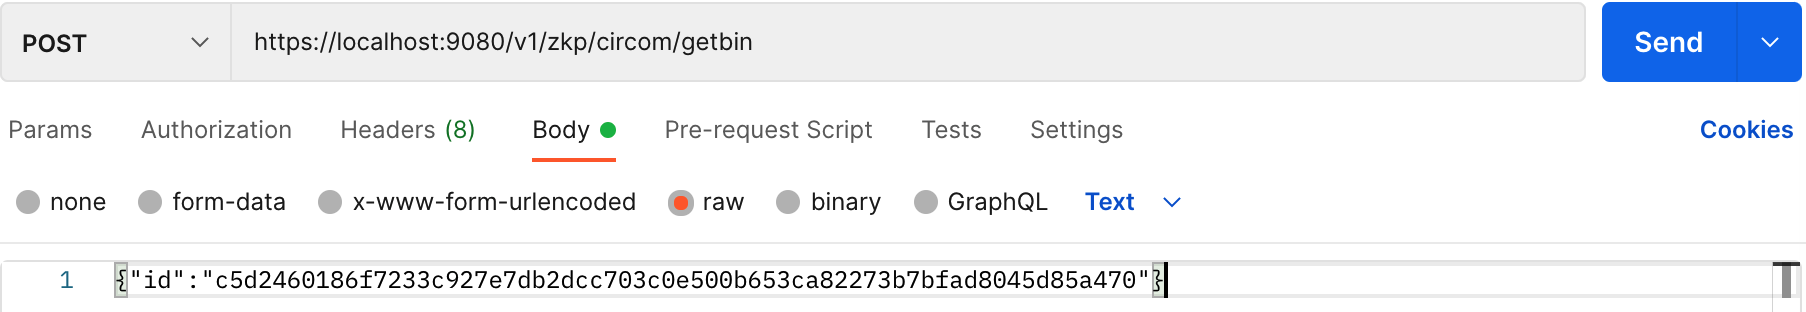 POST https://localhost:9080/v1/zkp/circom/getbin Send
Params Authorization Headers (8) Body Pre-request Script Tests Settings Cookies
none form-data x-www-form-urlencoded raw binary GraphQL Text
1 {"id":"c5d2460186f7233c927e7db2dcc703c0e500b653ca82273b7bfad8045d85a470"}